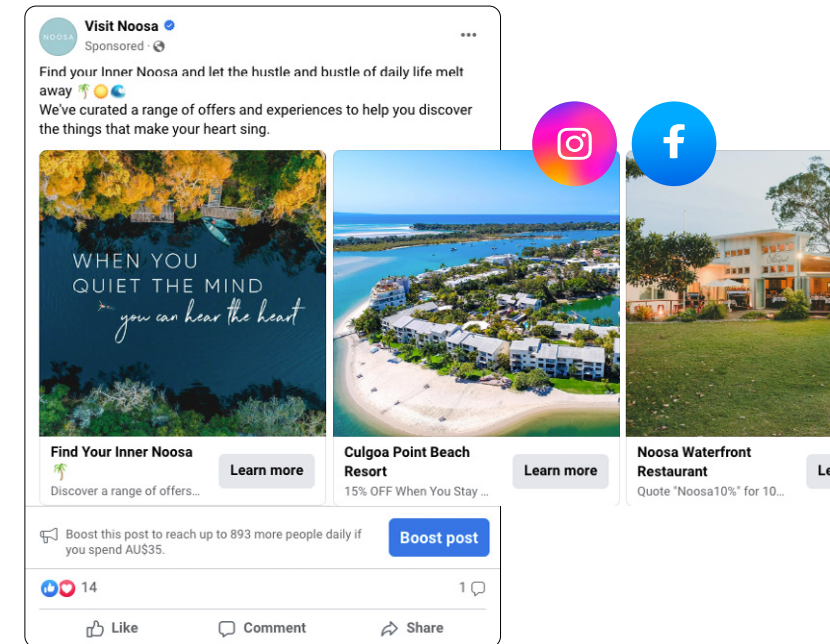 NOOSA
Visit Noosa
Sponsored ·
Find your Inner Noosa and let the hustle and bustle of daily life melt
away 🌴☀️🌊
We've curated a range of offers and experiences to help you discover
the things that make your heart sing.
WHEN YOU
QUIET THE MIND
you can hear the heart
Find Your Inner Noosa
🌴
Discover a range of offers...
Learn more
Culgoa Point Beach
Resort
15% OFF When You Stay ...
Learn more
Noosa Waterfront
Restaurant
Quote "Noosa10%" for 10...
Le
Boost this post to reach up to 893 more people daily if
you spend AU$35.
Boost post
14
1
Like
Comment
Share